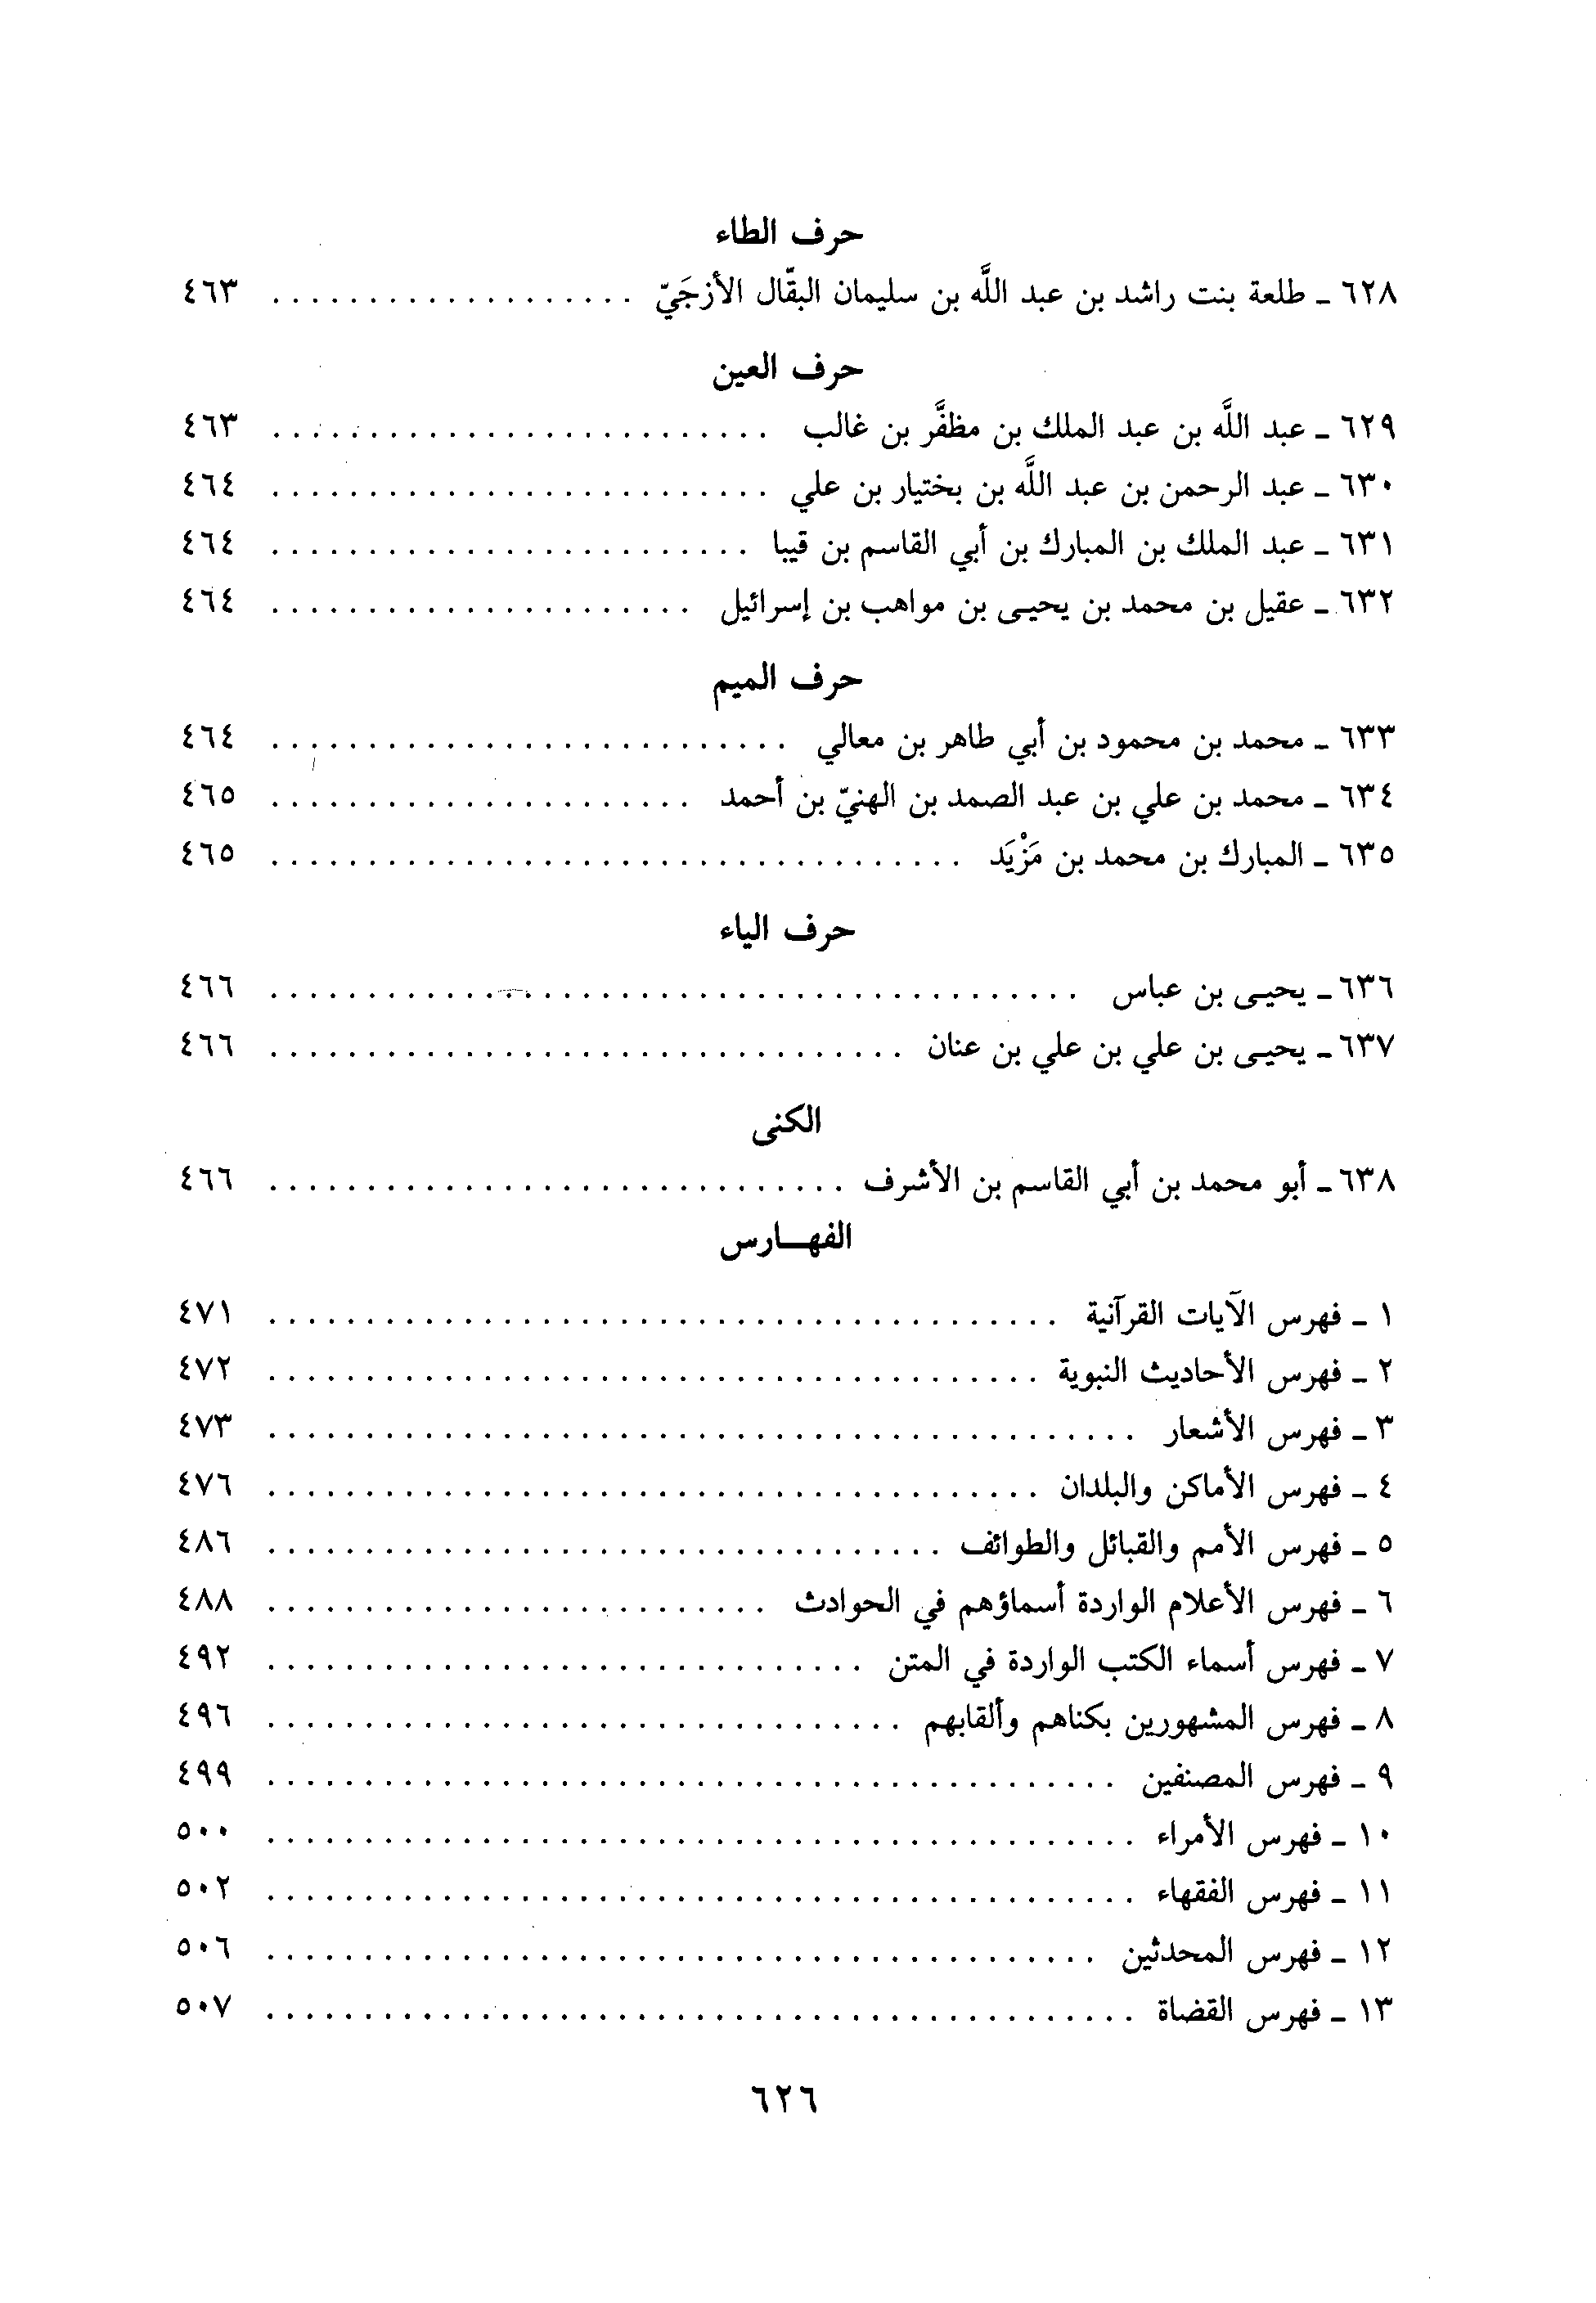 حرف الطاء
٦٢٨ ـ طلعة بنت راشد بن عبد اللَّه بن سليمان البقّال الأزجَيّ . . . . . . . . . . . . . . . . . . . ٤٦٣
حرف العين
٦٢٩ ـ عبد اللَّه بن عبد الملك بن مظفَّر بن غالب . . . . . . . . . . . . . . . . . . . . . . . . . . ٤٦٣
٦٣٠ ـ عبد الرحمن بن عبد اللَّه بن بختيار بن علي . . . . . . . . . . . . . . . . . . . . . . . . . . ٤٦٤
٦٣١ ـ عبد الملك بن المبارك بن أبي القاسم بن قيبا . . . . . . . . . . . . . . . . . . . . . . . . . ٤٦٤
٦٣٢ ـ عقيل بن محمد بن يحيـى بن مواهب بن إسرائيل . . . . . . . . . . . . . . . . . . . . . . ٤٦٤
حرف الميم
٦٣٣ ـ محمد بن محمود بن أبي طاهر بن معالي . . . . . . . . . . . . . . . . . . . . . . . . . . . ٤٦٤
٦٣٤ ـ محمد بن علي بن عبد الصمد بن الهنيّ بن أحمد . . . . . . . . . . . . . . . . . . . . . . ٤٦٥
٦٣٥ ـ المبارك بن محمد بن مَزْيَد . . . . . . . . . . . . . . . . . . . . . . . . . . . . . . . . . . . . ٤٦٥
حرف الياء
٦٣٦ ـ يحيـى بن عباس . . . . . . . . . . . . . . . . . . . . . . . . . . . . . . . . . . . . . . . . . . ٤٦٦
٦٣٧ ـ يحيـى بن علي بن علي بن عنان . . . . . . . . . . . . . . . . . . . . . . . . . . . . . . . . . ٤٦٦
الكنى
٦٣٨ ـ أبو محمد بن أبي القاسم بن الأشرف . . . . . . . . . . . . . . . . . . . . . . . . . . . . . . ٤٦٦
الفهـارس
١ ـ فهرس الآيات القرآنية . . . . . . . . . . . . . . . . . . . . . . . . . . . . . . . . . . . . . . . . . ٤٧١
٢ ـ فهرس الأحاديث النبوية . . . . . . . . . . . . . . . . . . . . . . . . . . . . . . . . . . . . . . . . ٤٧٢
٣ ـ فهرس الأشعار . . . . . . . . . . . . . . . . . . . . . . . . . . . . . . . . . . . . . . . . . . . . . ٤٧٣
٤ ـ فهرس الأماكن والبلدان . . . . . . . . . . . . . . . . . . . . . . . . . . . . . . . . . . . . . . . . ٤٧٦
٥ ـ فهرس الأمم والقبائل والطوائف . . . . . . . . . . . . . . . . . . . . . . . . . . . . . . . . . . . ٤٨٦
٦ ـ فهرس الأعلام الواردة أسماؤهم في الحوادث . . . . . . . . . . . . . . . . . . . . . . . . . . ٤٨٨
٧ ـ فهرس أسماء الكتب الواردة في المتن . . . . . . . . . . . . . . . . . . . . . . . . . . . . . . . ٤٩٢
٨ ـ فهرس المشهورين بكناهم وألقابهم . . . . . . . . . . . . . . . . . . . . . . . . . . . . . . . . . ٤٩٦
٩ ـ فهرس المصنفين . . . . . . . . . . . . . . . . . . . . . . . . . . . . . . . . . . . . . . . . . . . . ٤٩٩
١٠ ـ فهرس الأمراء . . . . . . . . . . . . . . . . . . . . . . . . . . . . . . . . . . . . . . . . . . . . . ٥٠٠
١١ ـ فهرس الفقهاء . . . . . . . . . . . . . . . . . . . . . . . . . . . . . . . . . . . . . . . . . . . . . ٥٠٢
١٢ ـ فهرس المحدثين . . . . . . . . . . . . . . . . . . . . . . . . . . . . . . . . . . . . . . . . . . . ٥٠٦
١٣ ـ فهرس القضاة . . . . . . . . . . . . . . . . . . . . . . . . . . . . . . . . . . . . . . . . . . . . . ٥٠٧
٦٢٦